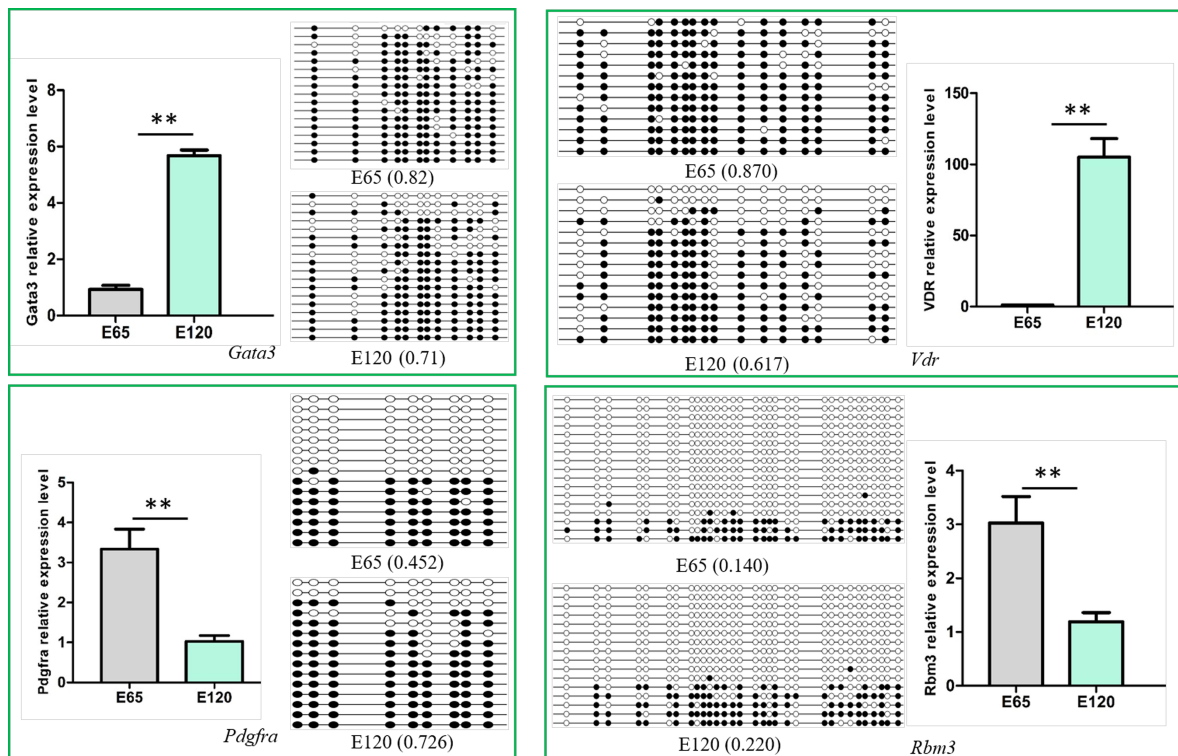 Gata3 relative expression level
8
6
4
2
0
**
E65
E120
Gata3
E65 (0.82)
E120 (0.71)
E65 (0.870)
E120 (0.617)
VDR relative expression level
150
100
50
0
**
E65
E120
Vdr
Pdgfra relative expression level
5
4
3
2
1
0
**
E65
E120
Pdgfra
E65 (0.452)
E120 (0.726)
E65 (0.140)
E120 (0.220)
Rbm3 relative expression level
4
3
2
1
0
**
E65
E120
Rbm3